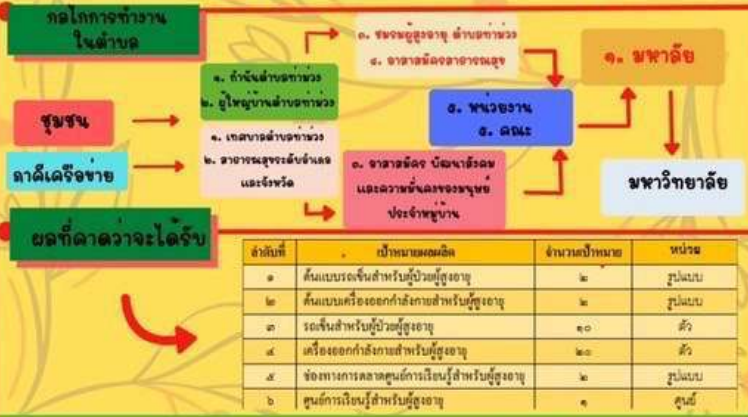 กลไกการทำงาน
ในตำบล
ชุมชน
ภาคีเครือข่าย
๑. กำนันตำบลท่าม่วง
๒. ผู้ใหญ่บ้านตำบลท่าม่วง
๑. เทศบาลตำบลท่าม่วง
๒. สาธารณสุขระดับอำเภอ
และจังหวัด
๓. ชมรมผู้สูงอายุ ตำบลท่าม่วง
๔. อาสาสมัครสาธารณสุข
๓. อาสาสมัคร พัฒนาสังคม
และความมั่นคงของมนุษย์
ประจำหมู่บ้าน
๕. หน่วยงาน
๕. คณะ
๑. มหาลัย
มหาวิทยาลัย
ผลที่คาดว่าจะได้รับ
ลำดับที่ เป้าหมายผลผลิต จำนวนเป้าหมาย หน่วย
๑ ต้นแบบรถเข็นสำหรับผู้ป่วยผู้สูงอายุ ๒ รูปแบบ
๒ ต้นแบบเครื่องออกกำลังกายสำหรับผู้สูงอายุ ๒ รูปแบบ
๓ รถเข็นสำหรับผู้ป่วยผู้สูงอายุ ๑๐ ตัว
๔ เครื่องออกกำลังกายสำหรับผู้สูงอายุ ๒๐ ตัว
๕ ช่องทางการตลาดศูนย์การเรียนรู้สำหรับผู้สูงอายุ ๒ รูปแบบ
๖ ศูนย์การเรียนรู้สำหรับผู้สูงอายุ ๑ ศูนย์